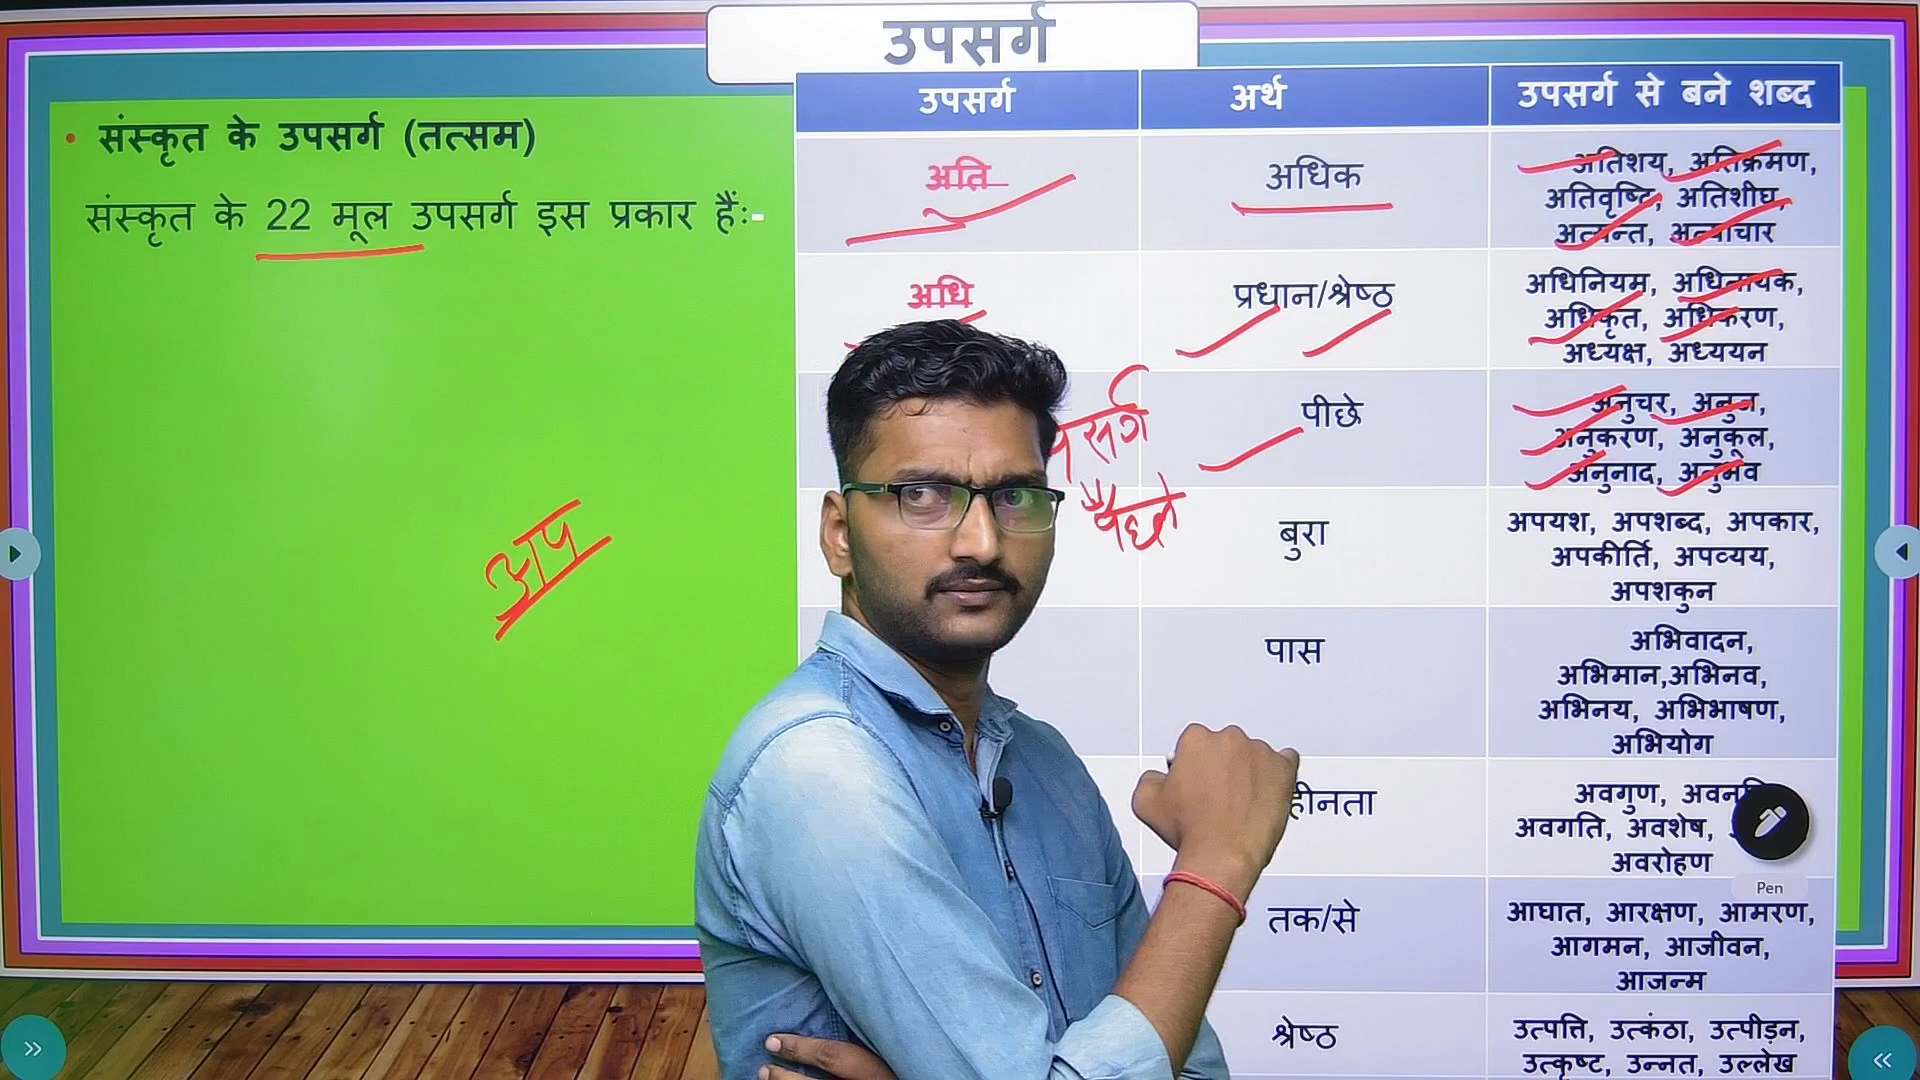 उपसर्ग
• संस्कृत के उपसर्ग (तत्सम)
संस्कृत के 22 मूल उपसर्ग इस प्रकार हैंः-
अप
उपसर्ग
अर्थ
उपसर्ग से बने शब्द
अति
अधिक
अतिशय, अतिक्रमण,
अतिवृष्टि, अतिशीघ्र,
अत्यन्त, अत्याचार
अधि
प्रधान/श्रेष्ठ
अधिनियम, अधिनायक,
अधिकृत, अधिकरण,
अध्यक्ष, अध्ययन
पीछे
अनुचर, अनुज,
अनुकरण, अनुकूल,
अनुनाद, अनुभव
पसर्ग
बुरा
अपयश, अपशब्द, अपकार,
अपकीर्ति, अपव्यय,
अपशकुन
पास
अभिवादन,
अभिमान,अभिनव,
अभिनय, अभिभाषण,
अभियोग
हीनता
अवगुण,
अवगति, अवशेष,
अवरोहण
Pen
तक/से
आघात, आरक्षण, आमरण,
आगमन, आजीवन,
आजन्म
श्रेष्ठ
उत्पत्ति, उत्कंठा, उत्पीड़न,
उत्कृष्ट, उन्नत, उल्लेख